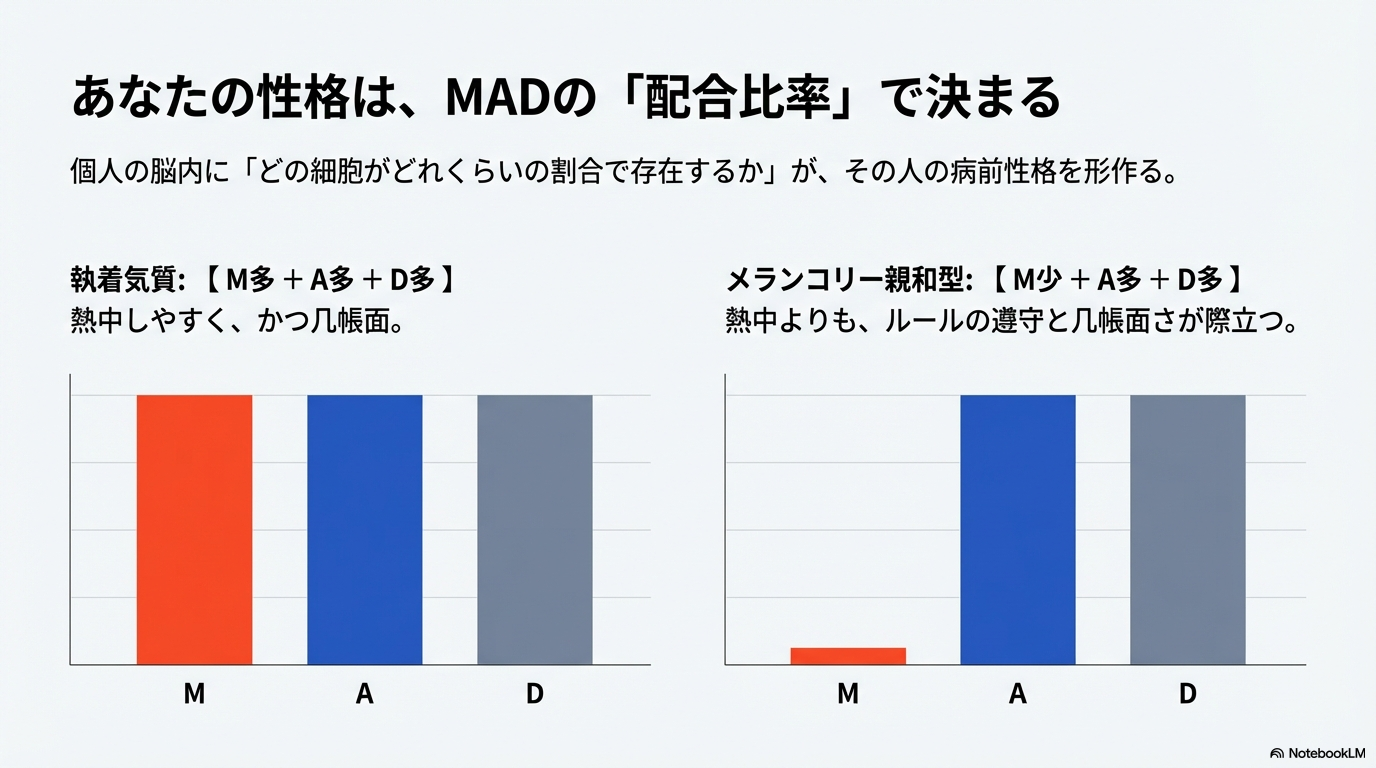 あなたの性格は、MADの「配合比率」で決まる
個人の脳内に「どの細胞がどれくらいの割合で存在するか」が、その人の病前性格を形作る。
執着気質: 【 M多 + A多 + D多 】
熱中しやすく、かつ几帳面。
M A D
メランコリー親和型: 【 M少 + A多 + D多 】
熱中よりも、ルールの遵守と几帳面さが際立つ。
M A D
NotebookLM